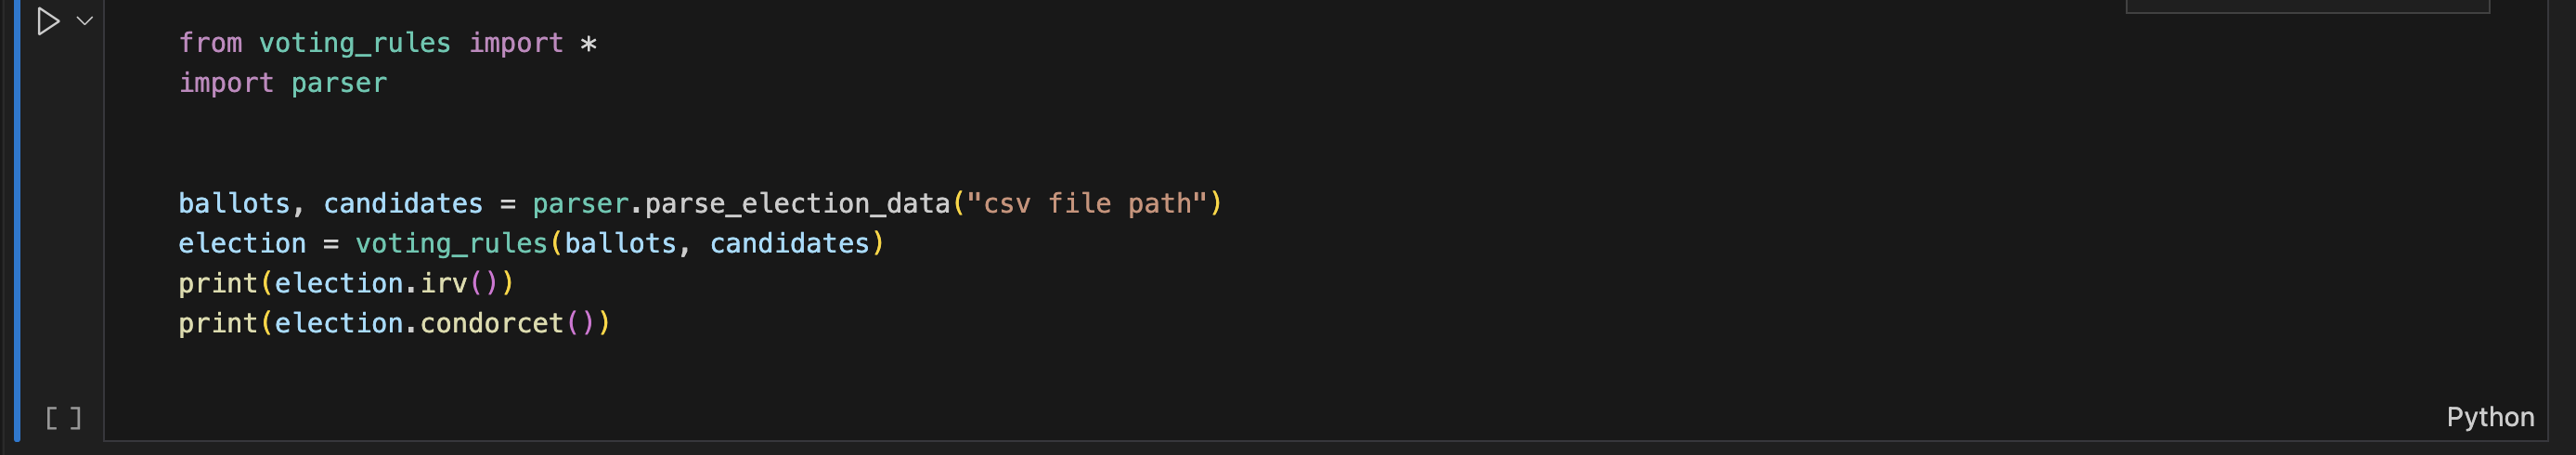 from voting_rules import *
import parser
ballots, candidates = parser.parse_election_data("csv file path")
election = voting_rules(ballots, candidates)
print(election.irv())
print(election.condorcet())
[ ]
Python